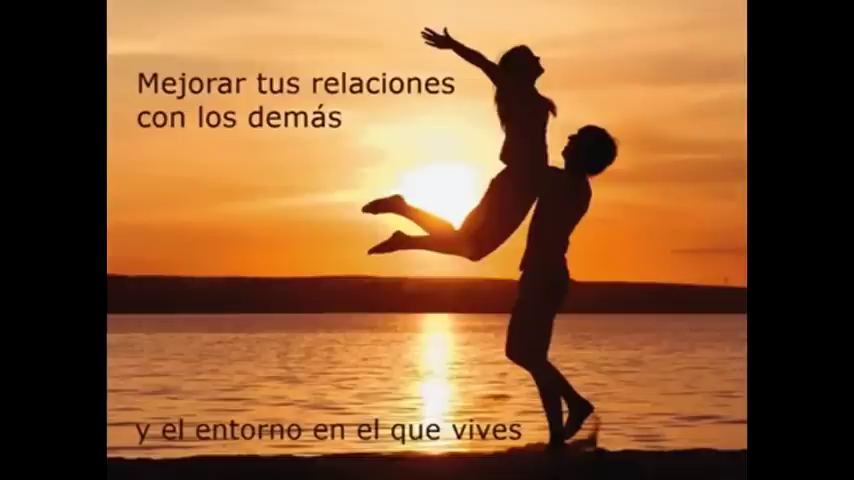 Mejorar tus relaciones
con los demás
y el entorno en el que vives